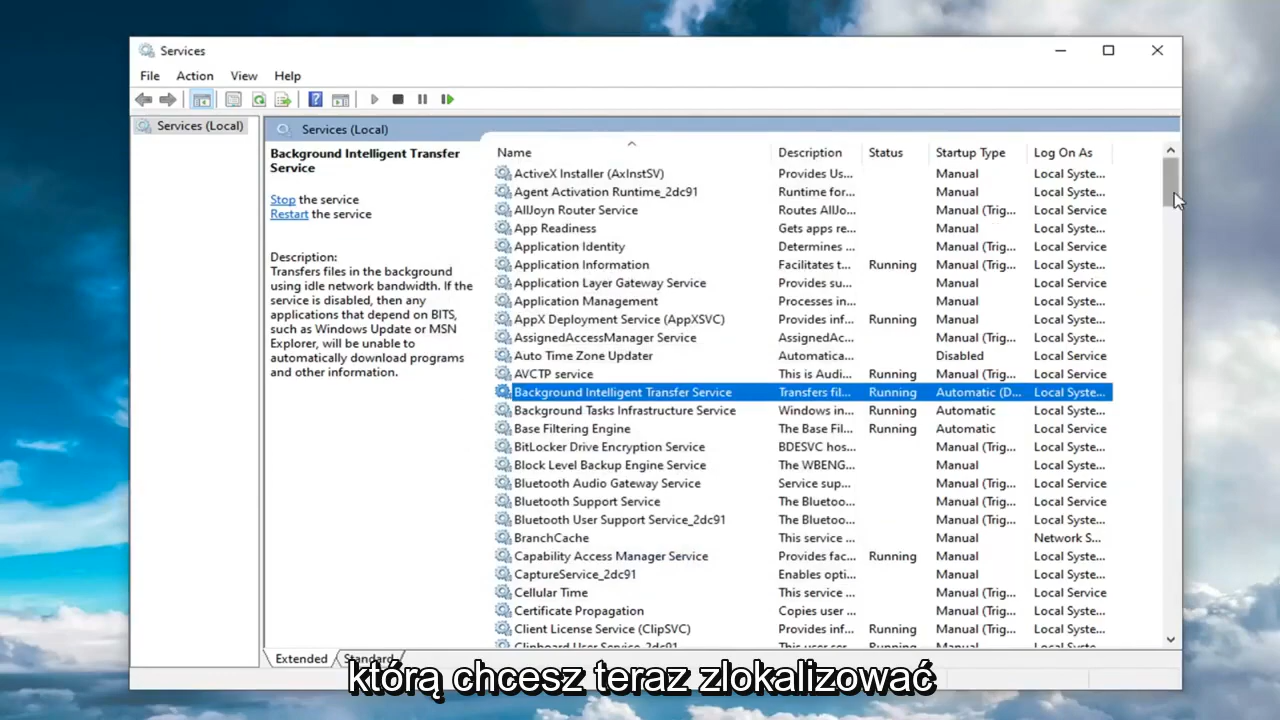 Services
File Action View Help
Services (Local)
Services (Local)
Background Intelligent Transfer
Service
Stop the service
Restart the service
Description:
Transfers files in the background
using idle network bandwidth. If the
service is disabled, then any
applications that depend on BITS,
such as Windows Update or MSN
Explorer, will be unable to
automatically download programs
and other information.
Name Description Status Startup Type Log On As
ActiveX Installer (AxInstSV) Provides Us... Manual Local Syste...
Agent Activation Runtime_2dc91 Runtime for... Manual Local Syste...
AllJoyn Router Service Routes AllJo... Manual (Trig... Local Service
App Readiness Gets apps re... Manual Local Syste...
Application Identity Determines ... Manual (Trig... Local Service
Application Information Facilitates t... Running Manual (Trig... Local Syste...
Application Layer Gateway Service Provides su... Manual Local Service
Application Management Processes in... Manual Local Syste...
AppX Deployment Service (AppXSVC) Provides inf... Running Manual Local Syste...
AssignedAccessManager Service AssignedAc... Manual (Trig... Local Syste...
Auto Time Zone Updater Automatica... Disabled Local Service
AVCTP service This is Audi... Running Manual (Trig... Local Service
Background Intelligent Transfer Service Transfers fil... Running Automatic (D... Local Syste...
Background Tasks Infrastructure Service Windows in... Running Automatic Local Syste...
Base Filtering Engine The Base Fil... Running Automatic Local Service
BitLocker Drive Encryption Service BDESVC hos... Manual (Trig... Local Syste...
Block Level Backup Engine Service The WBENG... Manual Local Syste...
Bluetooth Audio Gateway Service Service sup... Manual (Trig... Local Service
Bluetooth Support Service The Bluetoo... Manual (Trig... Local Service
Bluetooth User Support Service_2dc91 The Bluetoo... Manual (Trig... Local Syste...
BranchCache This service ... Manual Network S...
Capability Access Manager Service Provides fac... Running Manual Local Syste...
CaptureService_2dc91 Enables opti... Manual Local Syste...
Cellular Time This service ... Manual (Trig... Local Service
Certificate Propagation Copies user ... Manual (Trig... Local Syste...
Client License Service (ClipSVC) Provides inf... Running Manual (Trig... Local Syste...
Clipboard User Service_2dc91 This user ser... Running Manual Local Syste...
Extended Standard
którą chcesz teraz zlokalizować